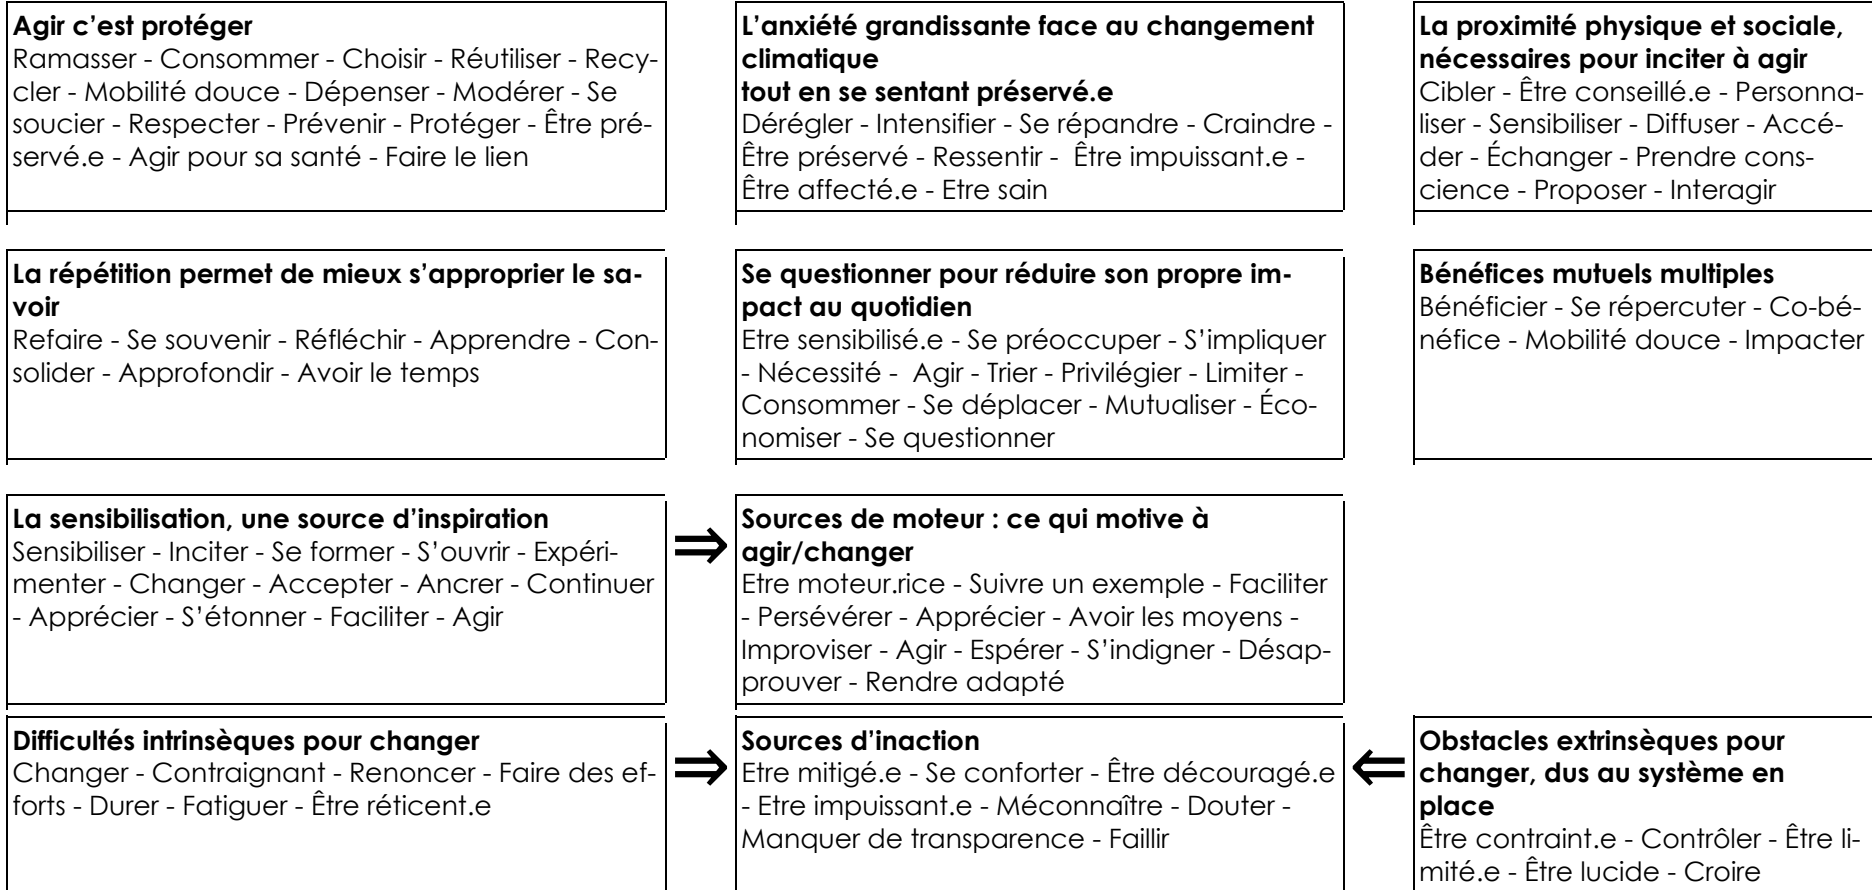 Agir c'est protéger
Ramasser - Consommer - Choisir - Réutiliser - Recy-
cler - Mobilité douce - Dépenser - Modérer - Se
soucier - Respecter - Prévenir - Protéger - Être pré-
servé.e - Agir pour sa santé - Faire le lien
L'anxiété grandissante face au changement
climatique
tout en se sentant préservé.e
Dérégler - Intensifier - Se répandre - Craindre -
Être préservé - Ressentir - Être impuissant.e -
Être affecté.e - Etre sain
La proximité physique et sociale,
nécessaires pour inciter à agir
Cibler - Être conseillé.e - Personna-
liser - Sensibiliser - Diffuser - Accé-
der - Échanger - Prendre cons-
cience - Proposer - Interagir
La répétition permet de mieux s'approprier le sa-
voir
Refaire - Se souvenir - Réfléchir - Apprendre - Con-
solider - Approfondir - Avoir le temps
Se questionner pour réduire son propre im-
pact au quotidien
Etre sensibilisé.e - Se préoccuper - S'impliquer
- Nécessité - Agir - Trier - Privilégier - Limiter -
Consommer - Se déplacer - Mutualiser - Éco-
nomiser - Se questionner
Bénéfices mutuels multiples
Bénéficier - Se répercuter - Co-bé-
néfice - Mobilité douce - Impacter
La sensibilisation, une source d'inspiration
Sensibiliser - Inciter - Se former - S'ouvrir - Expéri-
menter - Changer - Accepter - Ancrer - Continuer
- Apprécier - S'étonner - Faciliter - Agir
⇒
Sources de moteur : ce qui motive à
agir/changer
Etre moteur.rice - Suivre un exemple - Faciliter
- Persévérer - Apprécier - Avoir les moyens -
Improviser - Agir - Espérer - S'indigner - Désap-
prouver - Rendre adapté
Difficultés intrinsèques pour changer
Changer - Contraignant - Renoncer - Faire des ef-
forts - Durer - Fatiguer - Être réticent.e
⇒
Sources d'inaction
Etre mitigé.e - Se conforter - Être découragé.e
- Etre impuissant.e - Méconnaître - Douter -
Manquer de transparence - Faillir
⇐
Obstacles extrinsèques pour
changer, dus au système en
place
Être contraint.e - Contrôler - Être li-
mité.e - Être lucide - Croire